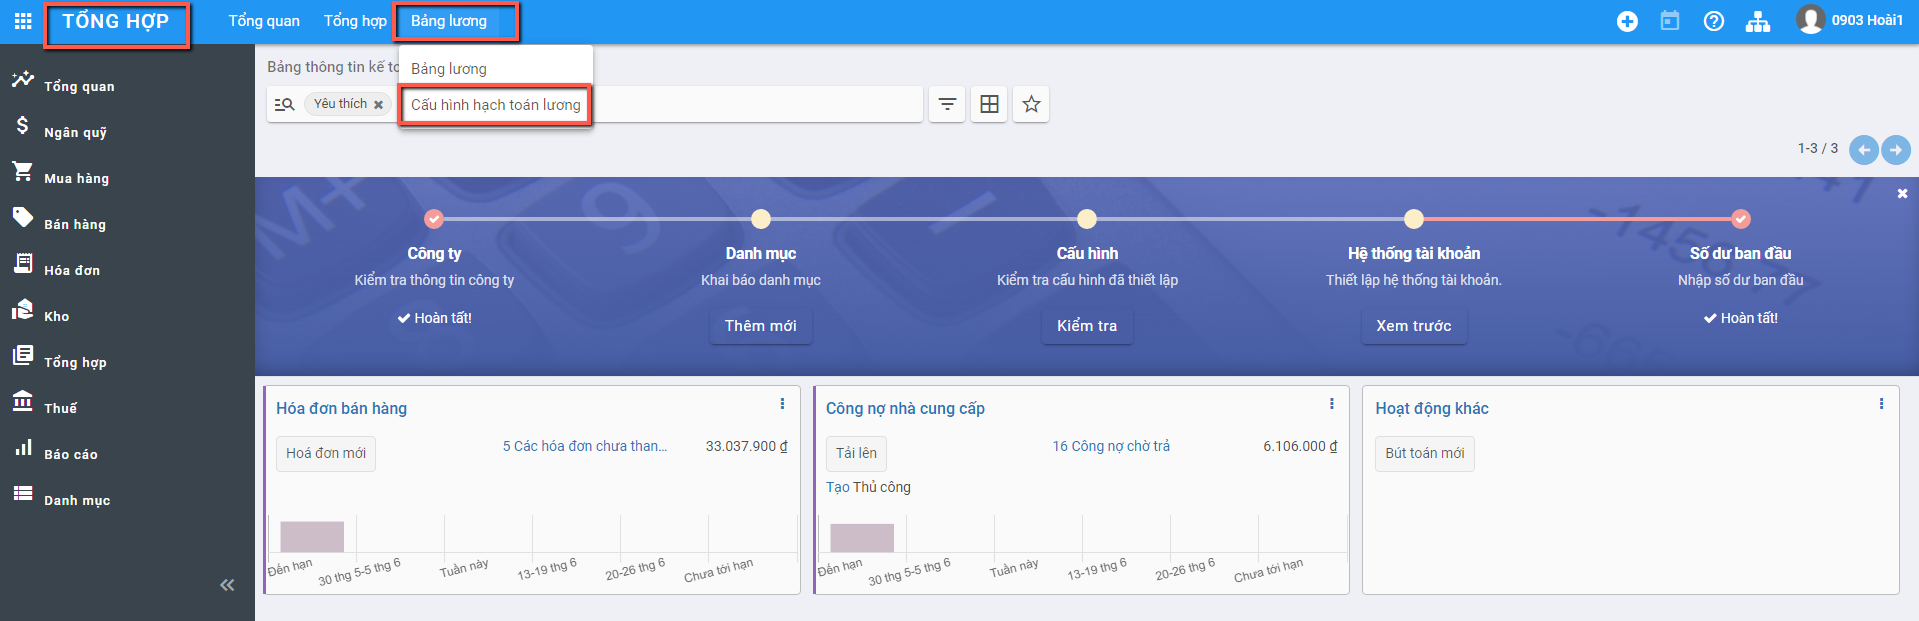 TỔNG HỢP
Tổng quan
Tổng hợp
Bảng lương
0903 Hoài1
Bảng lương
Cấu hình hạch toán lương
Tổng quan
Ngân quỹ
Mua hàng
Bán hàng
Hóa đơn
Kho
Tổng hợp
Thuế
Báo cáo
Danh mục
Bảng thông tin kế to
Yêu thích
1-3 / 3
Công ty
Kiểm tra thông tin công ty
Hoàn tất!
Danh mục
Khai báo danh mục
Thêm mới
Cấu hình
Kiểm tra cấu hình đã thiết lập
Kiểm tra
Hệ thống tài khoản
Thiết lập hệ thống tài khoản.
Xem trước
Số dư ban đầu
Nhập số dư ban đầu
Hoàn tất!
Hóa đơn bán hàng
Hoá đơn mới
5 Các hóa đơn chưa than...
33.037.900 ₫
Đến hạn
30 thg 5-5 thg 6
Tuần này
13-19 thg 6
20-26 thg 6
Chưa tới hạn
Công nợ nhà cung cấp
Tải lên
16 Công nợ chờ trả
6.106.000 ₫
Tạo Thủ công
Đến hạn
30 thg 5-5 thg 6
Tuần này
13-19 thg 6
20-26 thg 6
Chưa tới hạn
Hoạt động khác
Bút toán mới